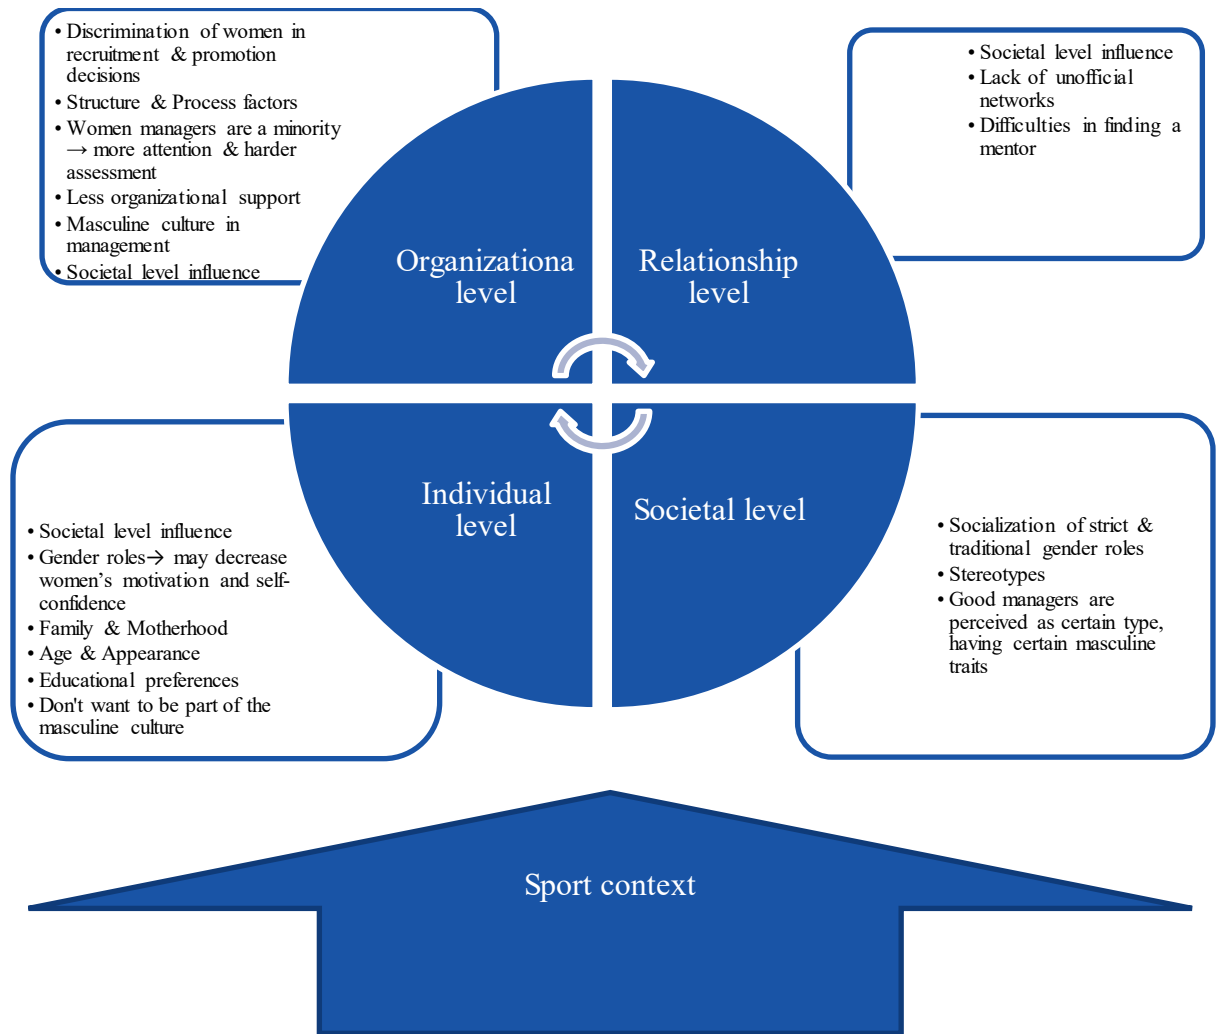 • Discrimination of women in
recruitment & promotion
decisions
• Structure & Process factors
• Women managers are a minority
→ more attention & harder
assessment
• Less organizational support
• Masculine culture in
management
• Societal level influence
• Societal level influence
• Lack of unofficial
networks
• Difficulties in finding a
mentor
Organizationa
level
Relationship
level
Individual
level
Societal level
• Societal level influence
• Gender roles→ may decrease
women’s motivation and self-
confidence
• Family & Motherhood
• Age & Appearance
• Educational preferences
• Don't want to be part of the
masculine culture
• Socialization of strict &
traditional gender roles
• Stereotypes
• Good managers are
perceived as certain type,
having certain masculine
traits
Sport context